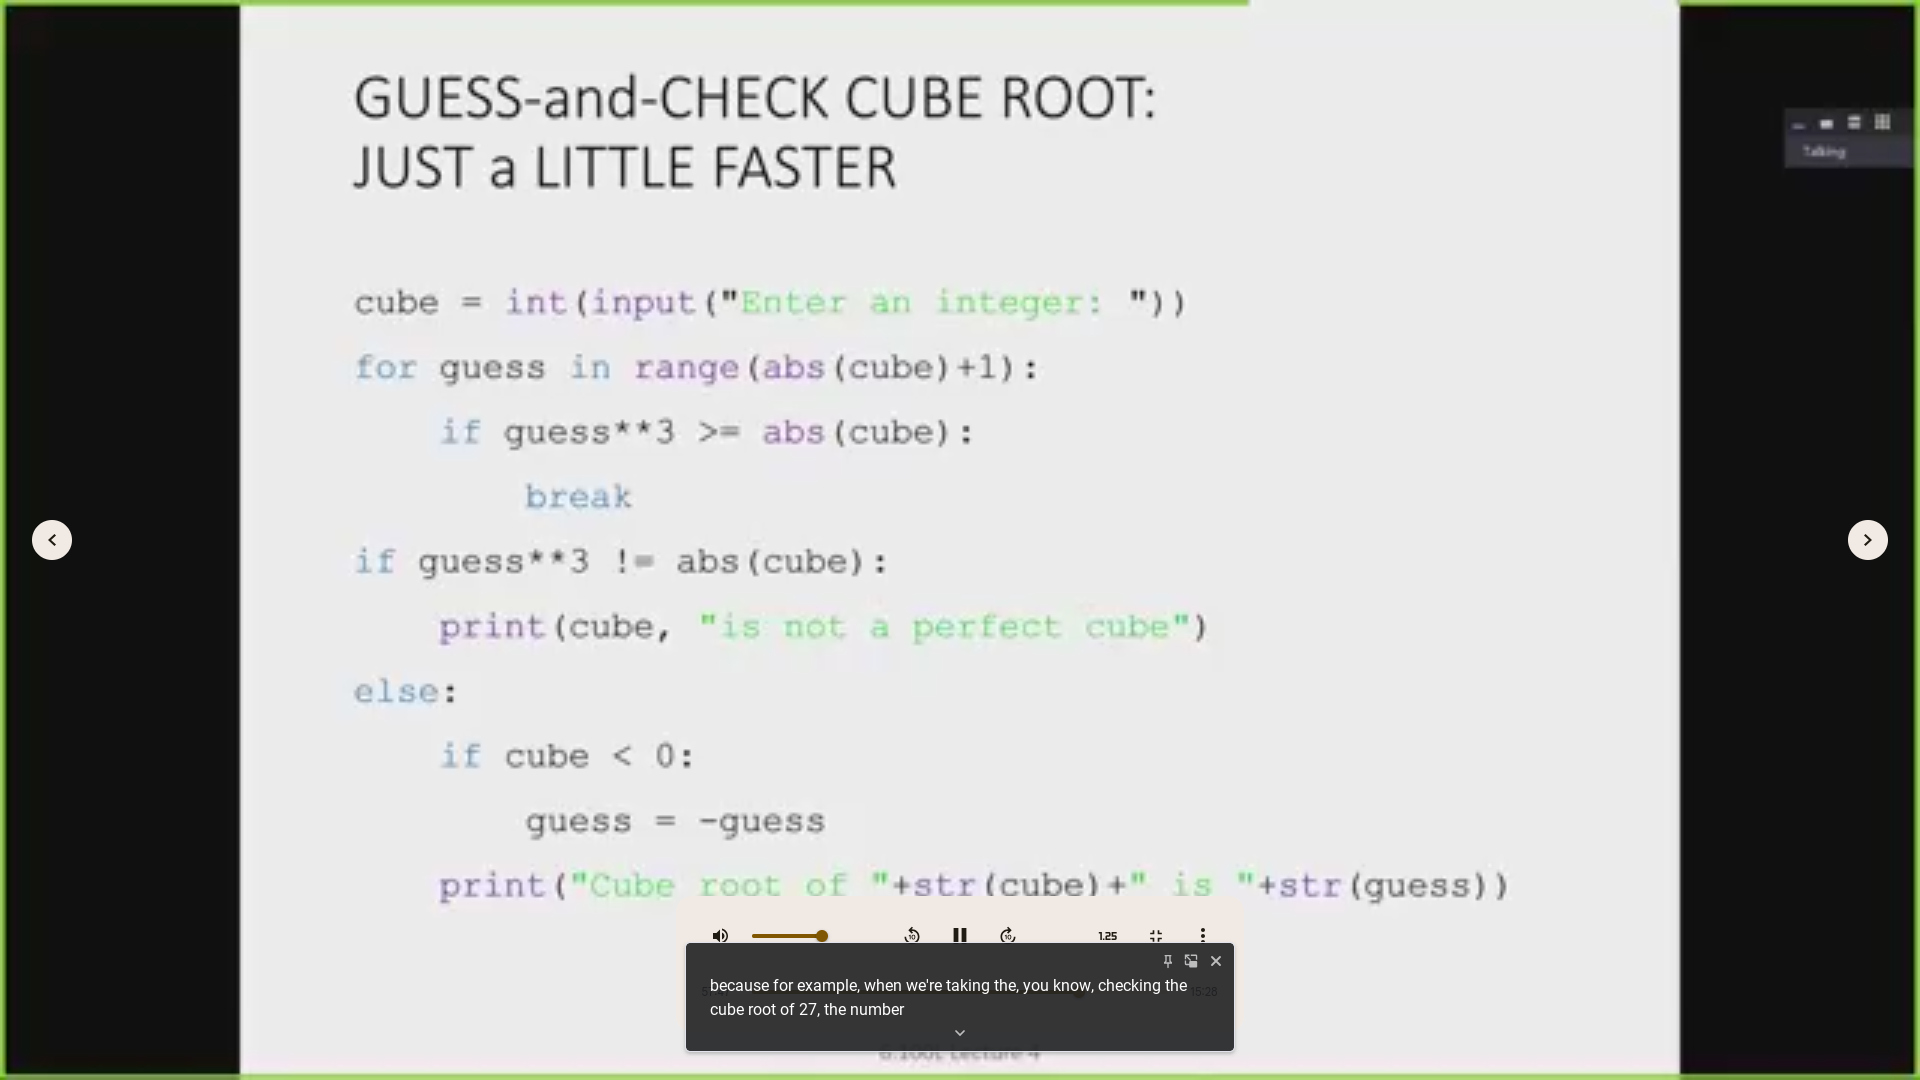 GUESS-and-CHECK CUBE ROOT:
JUST a LITTLE FASTER
Talking
cube = int(input("Enter an integer: "))
for guess in range(abs(cube)+1):
    if guess**3 >= abs(cube):
        break
if guess**3 != abs(cube):
    print(cube, "is not a perfect cube")
else:
    if cube < 0:
        guess = -guess
    print("Cube root of "+str(cube)+" is "+str(guess))
10
10
1.25
because for example, when we're taking the, you know, checking the
cube root of 27, the number
6.100L Lecture 4